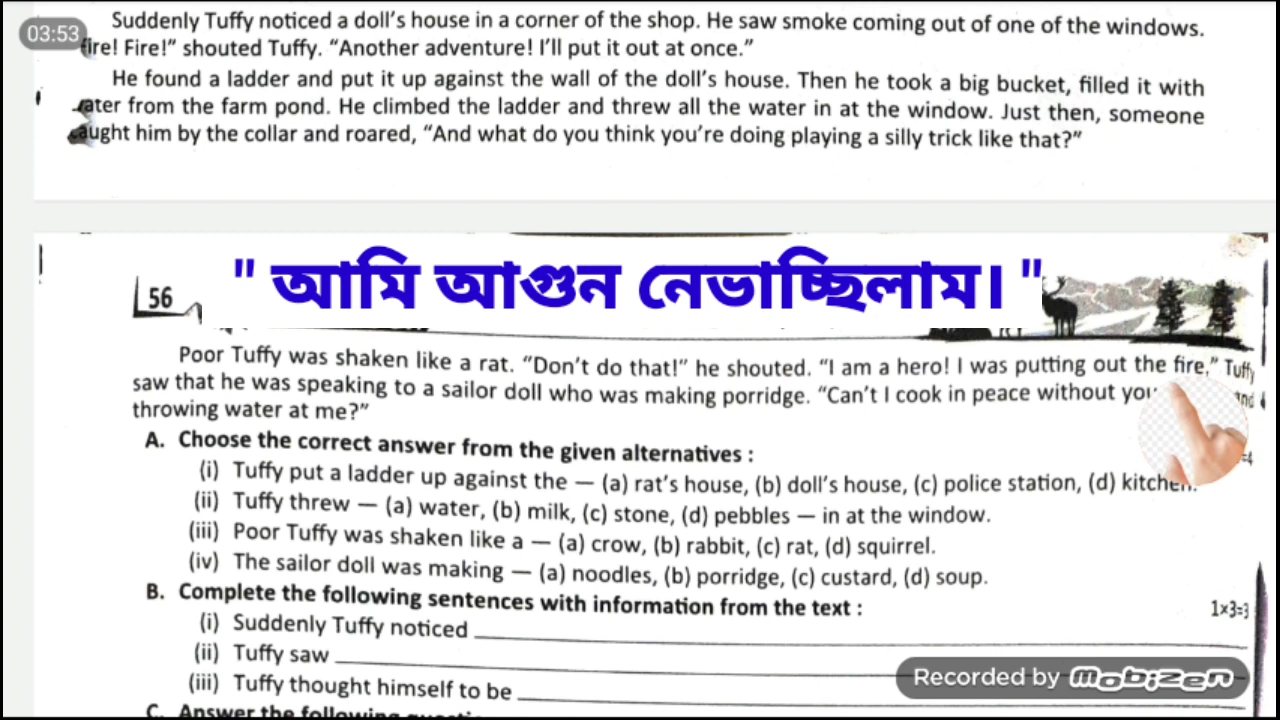 Suddenly Tuffy noticed a doll's house in a corner of the shop. He saw smoke coming out of one of the windows.
03:53
fire! Fire!" shouted Tuffy. "Another adventure! I'll put it out at once."
He found a ladder and put it up against the wall of the doll's house. Then he took a big bucket, filled it with
ater from the farm pond. He climbed the ladder and threw all the water in at the window. Just then, someone
caught him by the collar and roared, "And what do you think you're doing playing a silly trick like that?"
" আমি আগুন নেভাচ্ছিলাম। "
56
Poor Tuffy was shaken like a rat. "Don't do that!" he shouted. "I am a hero! I was putting out the fire," Tuffy
saw that he was speaking to a sailor doll who was making porridge. "Can't I cook in peace without you
throwing water at me?"
A. Choose the correct answer from the given alternatives :
(i) Tuffy put a ladder up against the — (a) rat's house, (b) doll's house, (c) police station, (d) kitchen.
(ii) Tuffy threw — (a) water, (b) milk, (c) stone, (d) pebbles — in at the window.
(iii) Poor Tuffy was shaken like a — (a) crow, (b) rabbit, (c) rat, (d) squirrel.
(iv) The sailor doll was making — (a) noodles, (b) porridge, (c) custard, (d) soup.
B. Complete the following sentences with information from the text :
1×3=3
(i) Suddenly Tuffy noticed
(ii) Tuffy saw
(iii) Tuffy thought himself to be
Recorded by mobizen
C. Answer the following